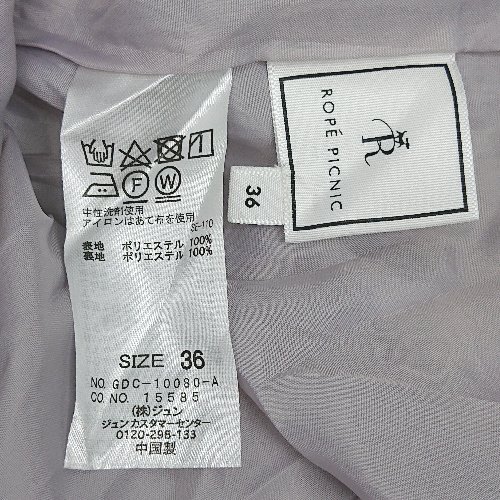 F W
中性洗剤使用
アイロンはあて布を使用
SE-110
表地 ポリエステル 100%
裏地 ポリエステル 100%
SIZE 36
NO. GDC-10080-A
CO NO. 15585
(株)ジュン
ジュンカスタマーセンター
0120-298-133
中国製
36
R
ROPÉ PICNIC